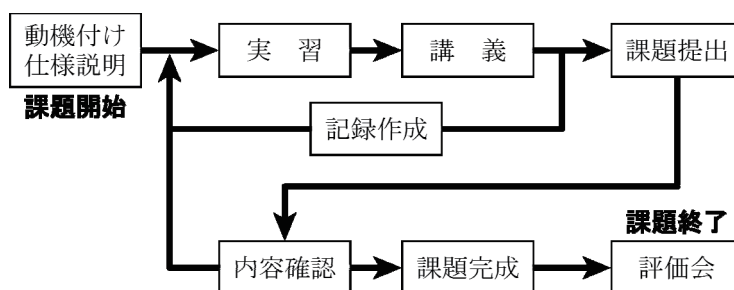 動機付け
仕様説明
実 習
講 義
課題提出
課題開始
記録作成
課題終了
内容確認
課題完成
評価会